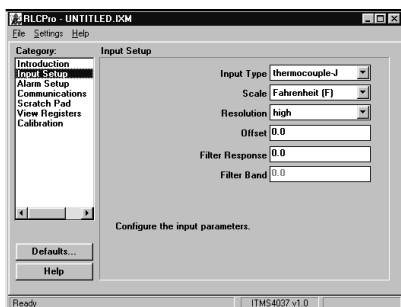 RLCPro - UNTITLED.IXM
File Settings Help
Category:
Introduction
Input Setup
Alarm Setup
Communications
Scratch Pad
View Registers
Calibration
Defaults...
Help
Input Setup
Input Type thermocouple-J
Scale Fahrenheit (F)
Resolution high
Offset 0.0
Filter Response 0.0
Filter Band 0.0
Configure the input parameters.
Ready ITMS4037 v1.0